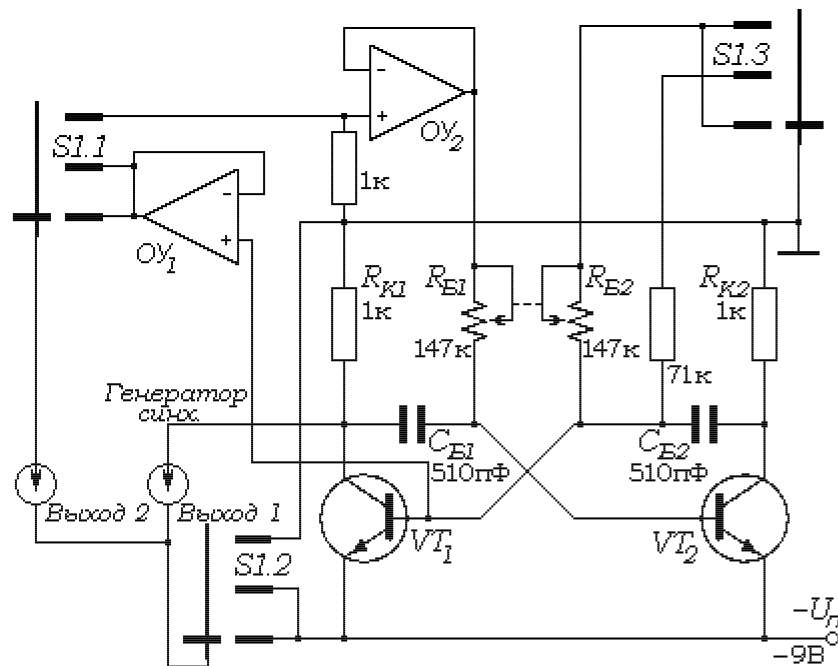 S1.3
-
+
ОУ2
S1.1
1к
-
+
ОУ1
RК1
1к
RБ1
147к
RБ2
147к
RК2
1к
71к
Генератор
синх.
СБ1
510пФ
СБ2
510пФ
Выход 2
Выход 1
VT1
VT2
S1.2
-Uп
-9В